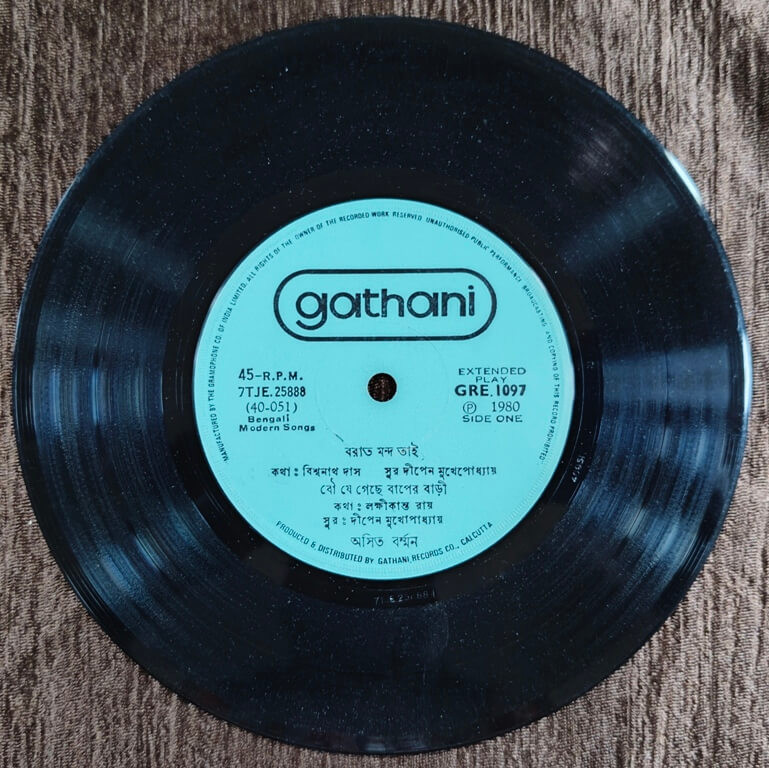 MANUFACTURED BY THE GRAMOPHONE CO. OF INDIA LIMITED. ALL RIGHTS OF THE OWNER OF THE RECORDED WORK RESERVED UNAUTHORISED PUBLIC PERFORMANCE BROADCASTING AND COPYING OF THIS RECORD PROHIBITED
gathani
45-R.P.M.
7TJE.25888
(40-051)
Bengali
Modern Songs
EXTENDED
PLAY
GRE.1097
Ⓟ 1980
SIDE ONE
বরাত মন্দ তাই
কথা : বিশ্বনাথ দাস সুর দীপেন মুখোপাধ্যায়
বৌ যে গেছে বাপের বাড়ী
কথা : লক্ষীকান্ত রায়
সুর : দীপেন মুখোপাধ্যায়
অসিত বর্ম্মন
PRODUCED & DISTRIBUTED BY GATHANI RECORDS CO., CALCUTTA